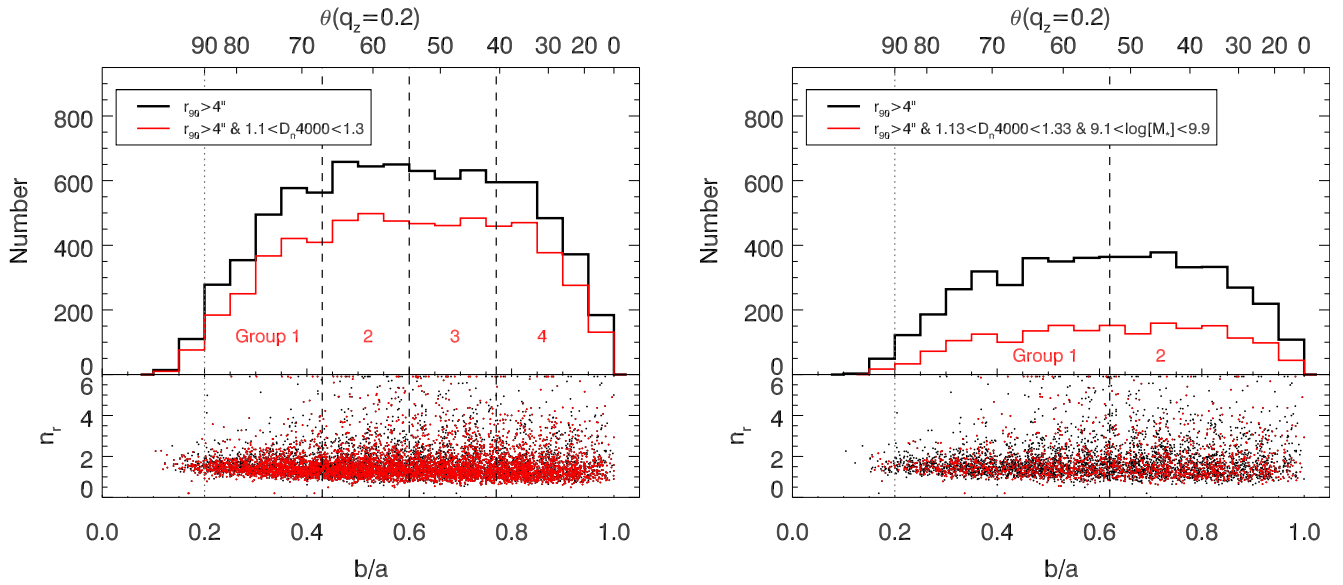 θ(q_z=0.2)
90 80 70 60 50 40 30 20 0
r_90>4"
r_90>4" & 1.1<D_n4000<1.3
Number
800
600
400
200
0
Group 1 2 3 4
n_r
6
4
2
0
0.0 0.2 0.4 0.6 0.8 1.0
b/a
θ(q_z=0.2)
90 80 70 60 50 40 30 20 0
r_90>4"
r_90>4" & 1.13<D_n4000<1.33 & 9.1<log[M_*]<9.9
Number
800
600
400
200
0
Group 1 2
n_r
6
4
2
0
0.0 0.2 0.4 0.6 0.8 1.0
b/a